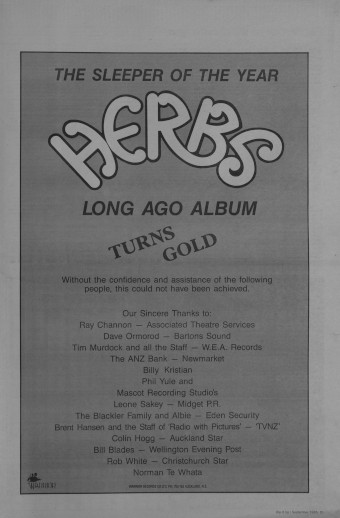 THE SLEEPER OF THE YEAR
HERBS
LONG AGO ALBUM
TURNS
GOLD
Without the confidence and assistance of the following
people, this could not have been achieved.
Our Sincere Thanks to:
Ray Channon — Associated Theatre Services
Dave Ormorod — Bartons Sound
Tim Murdock and all the Staff — W.E.A. Records
The ANZ Bank — Newmarket
Billy Kristian
Phil Yule and
Mascot Recording Studio's
Leone Sakey — Midget P.R.
The Blackler Family and Albie — Eden Security
Brent Hansen and the Staff of 'Radio with Pictures' — 'TVNZ'
Colin Hogg — Auckland Star
Bill Blades — Wellington Evening Post
Rob White — Christchurch Star
Norman Te Whata
WARRIOR